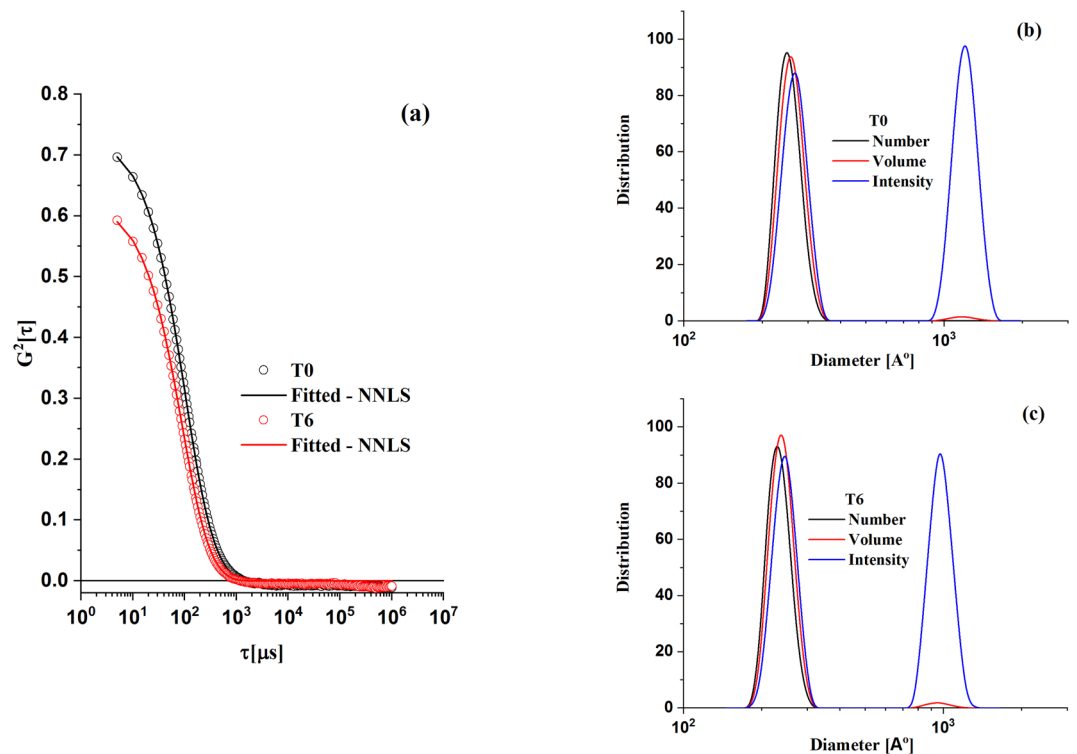 (a)
0.8
0.7
0.6
0.5
0.4
0.3
0.2
0.1
0.0
G²[τ]
T0
Fitted - NNLS
T6
Fitted - NNLS
10⁰ 10¹ 10² 10³ 10⁴ 10⁵ 10⁶ 10⁷
τ[μs]
(b)
100
80
60
40
20
0
Distribution
T0
Number
Volume
Intensity
10² 10³
Diameter [Aº]
(c)
100
80
60
40
20
0
Distribution
T6
Number
Volume
Intensity
10² 10³
Diameter [Aº]